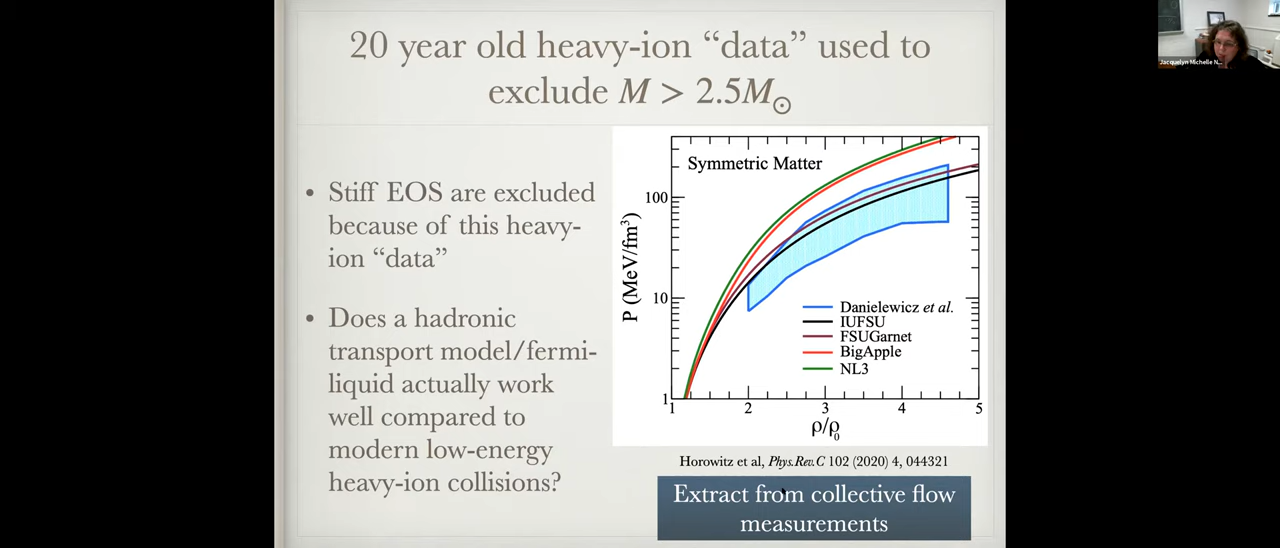 20 year old heavy-ion “data” used to
exclude M > 2.5M⊙
• Stiff EOS are excluded
because of this heavy-
ion “data”
• Does a hadronic
transport model/fermi-
liquid actually work
well compared to
modern low-energy
heavy-ion collisions?
Symmetric Matter
P (MeV/fm³)
100
10
1
Danielewicz et al.
IUFSU
FSUGarnet
BigApple
NL3
1 2 3 4 5
ρ/ρ₀
Horowitz et al, Phys.Rev.C 102 (2020) 4, 044321
Extract from collective flow
measurements
Jacquelyn Michelle N...